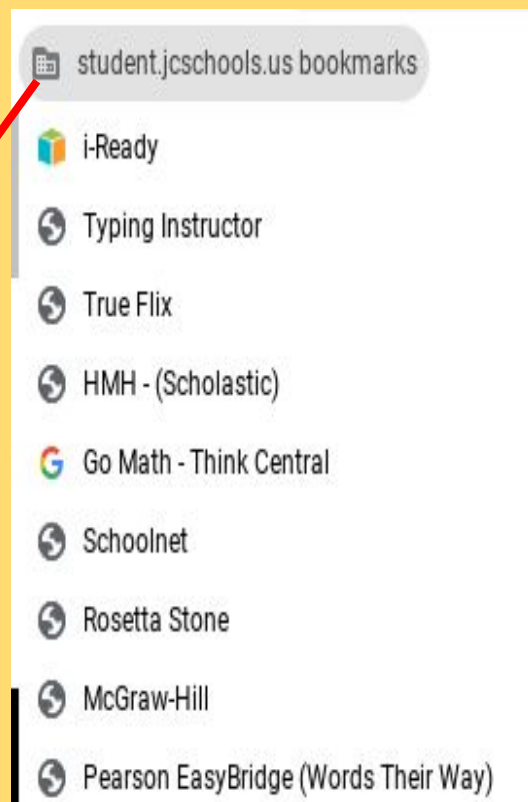 student.jcschools.us bookmarks
i-Ready
Typing Instructor
True Flix
HMH - (Scholastic)
Go Math - Think Central
Schoolnet
Rosetta Stone
McGraw-Hill
Pearson EasyBridge (Words Their Way)